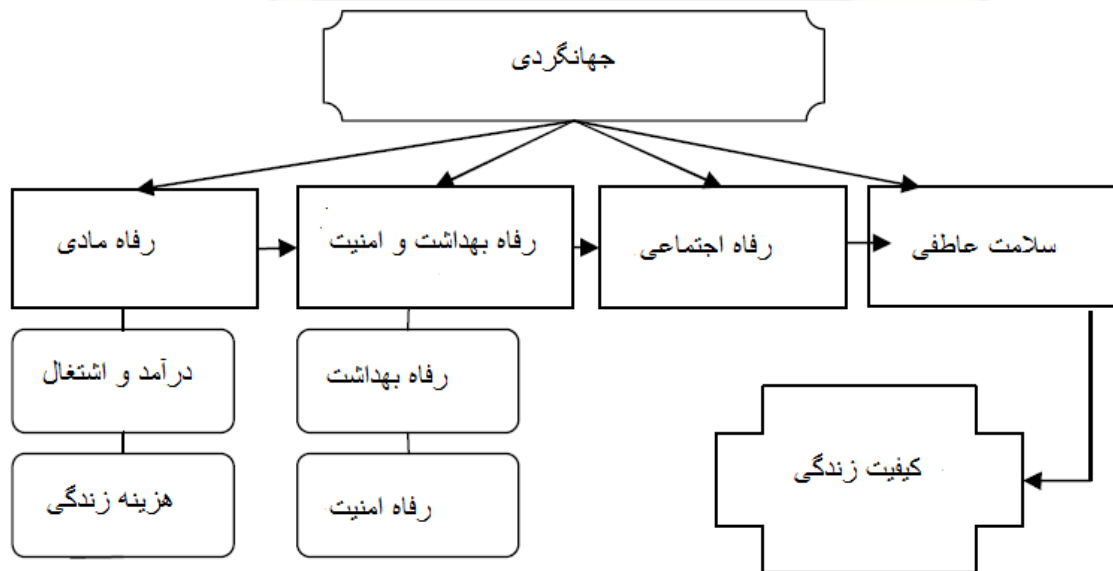 جهانگردی
سلامت عاطفی
رفاه اجتماعی
رفاه بهداشت و امنیت
رفاه مادی
رفاه بهداشت
درآمد و اشتغال
کیفیت زندگی
رفاه امنیت
هزینه زندگی